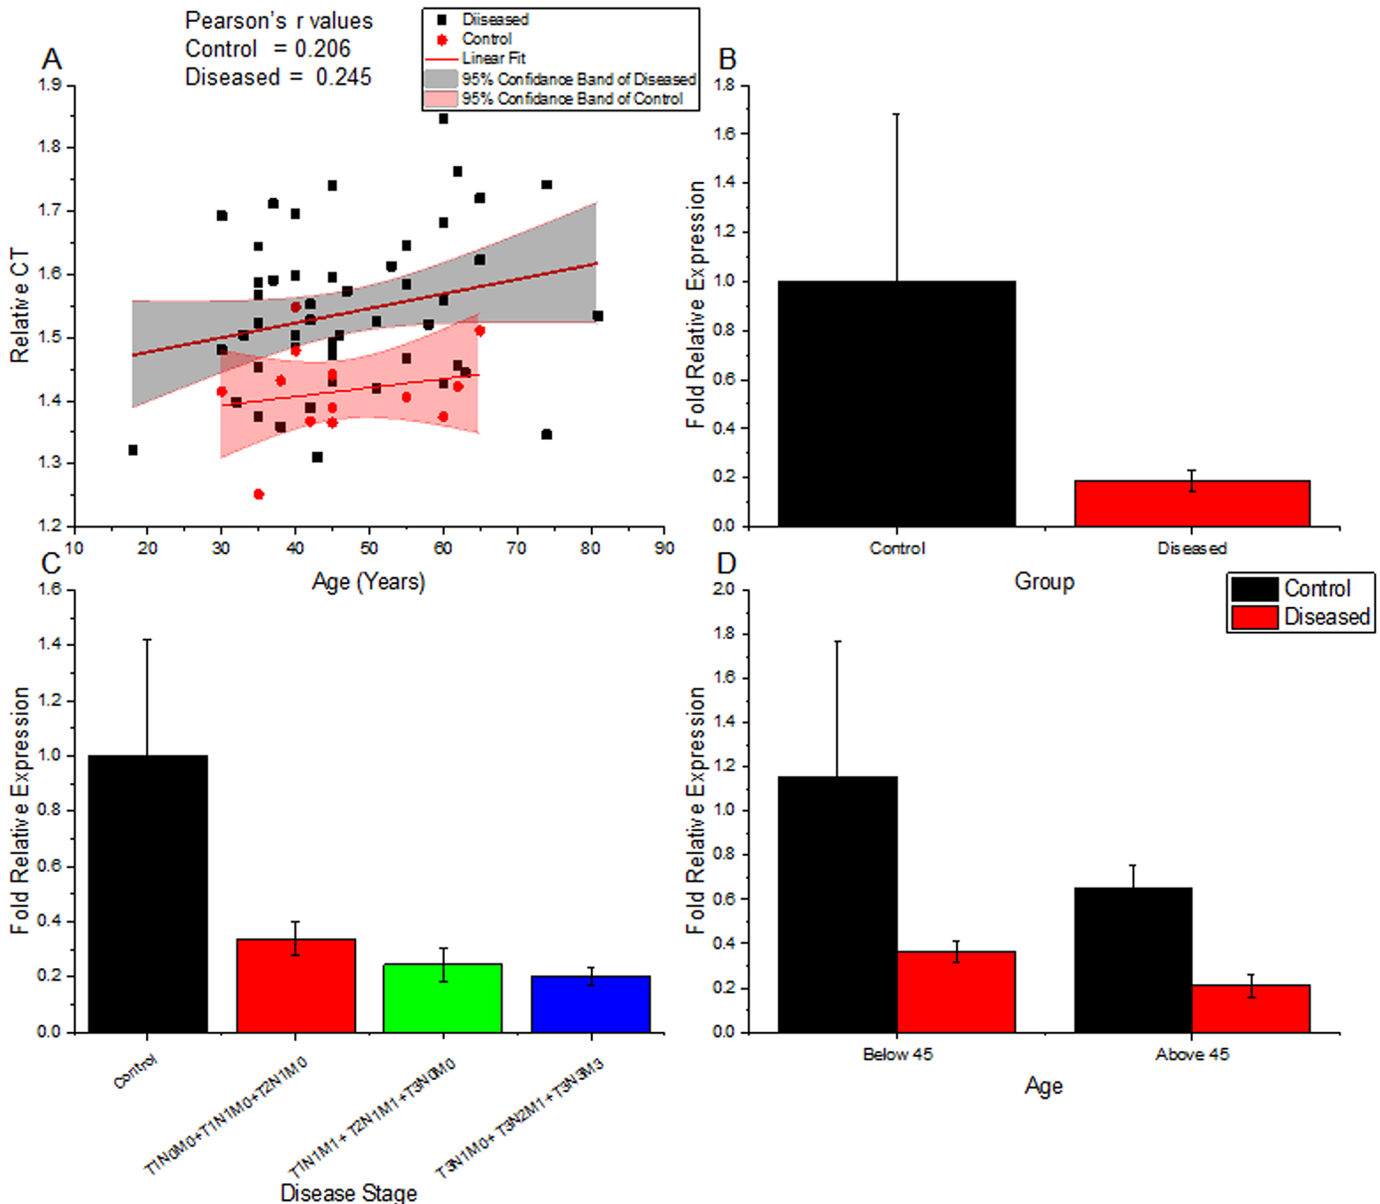 Pearson's r values
Control = 0.206
Diseased = 0.245
Diiseased
Control
Linear Fit
95% Confidance Band of Diseased
95% Confidance Band of Control
A
1.9
1.8
1.7
1.6
1.5
1.4
1.3
1.2
Relative CT
10 20 30 40 50 60 70 80 90
Age (Years)
B
1.8
1.6
1.4
1.2
1.0
0.8
0.6
0.4
0.2
0.0
Fold Relative Expression
Control Diseased
Group
C
1.6
1.4
1.2
1.0
0.8
0.6
0.4
0.2
0.0
Fold Relative Expression
Control
T1N0M0+T1N1M0+T2N1M0
T1N1M1+ T2N1M1+T3N0M0
T3N1M0+ T3N2M1+T3N3M3
Disease Stage
D
Control
Diseased
2.0
1.8
1.6
1.4
1.2
1.0
0.8
0.6
0.4
0.2
0.0
Fold Relative Expression
Below 45 Above 45
Age